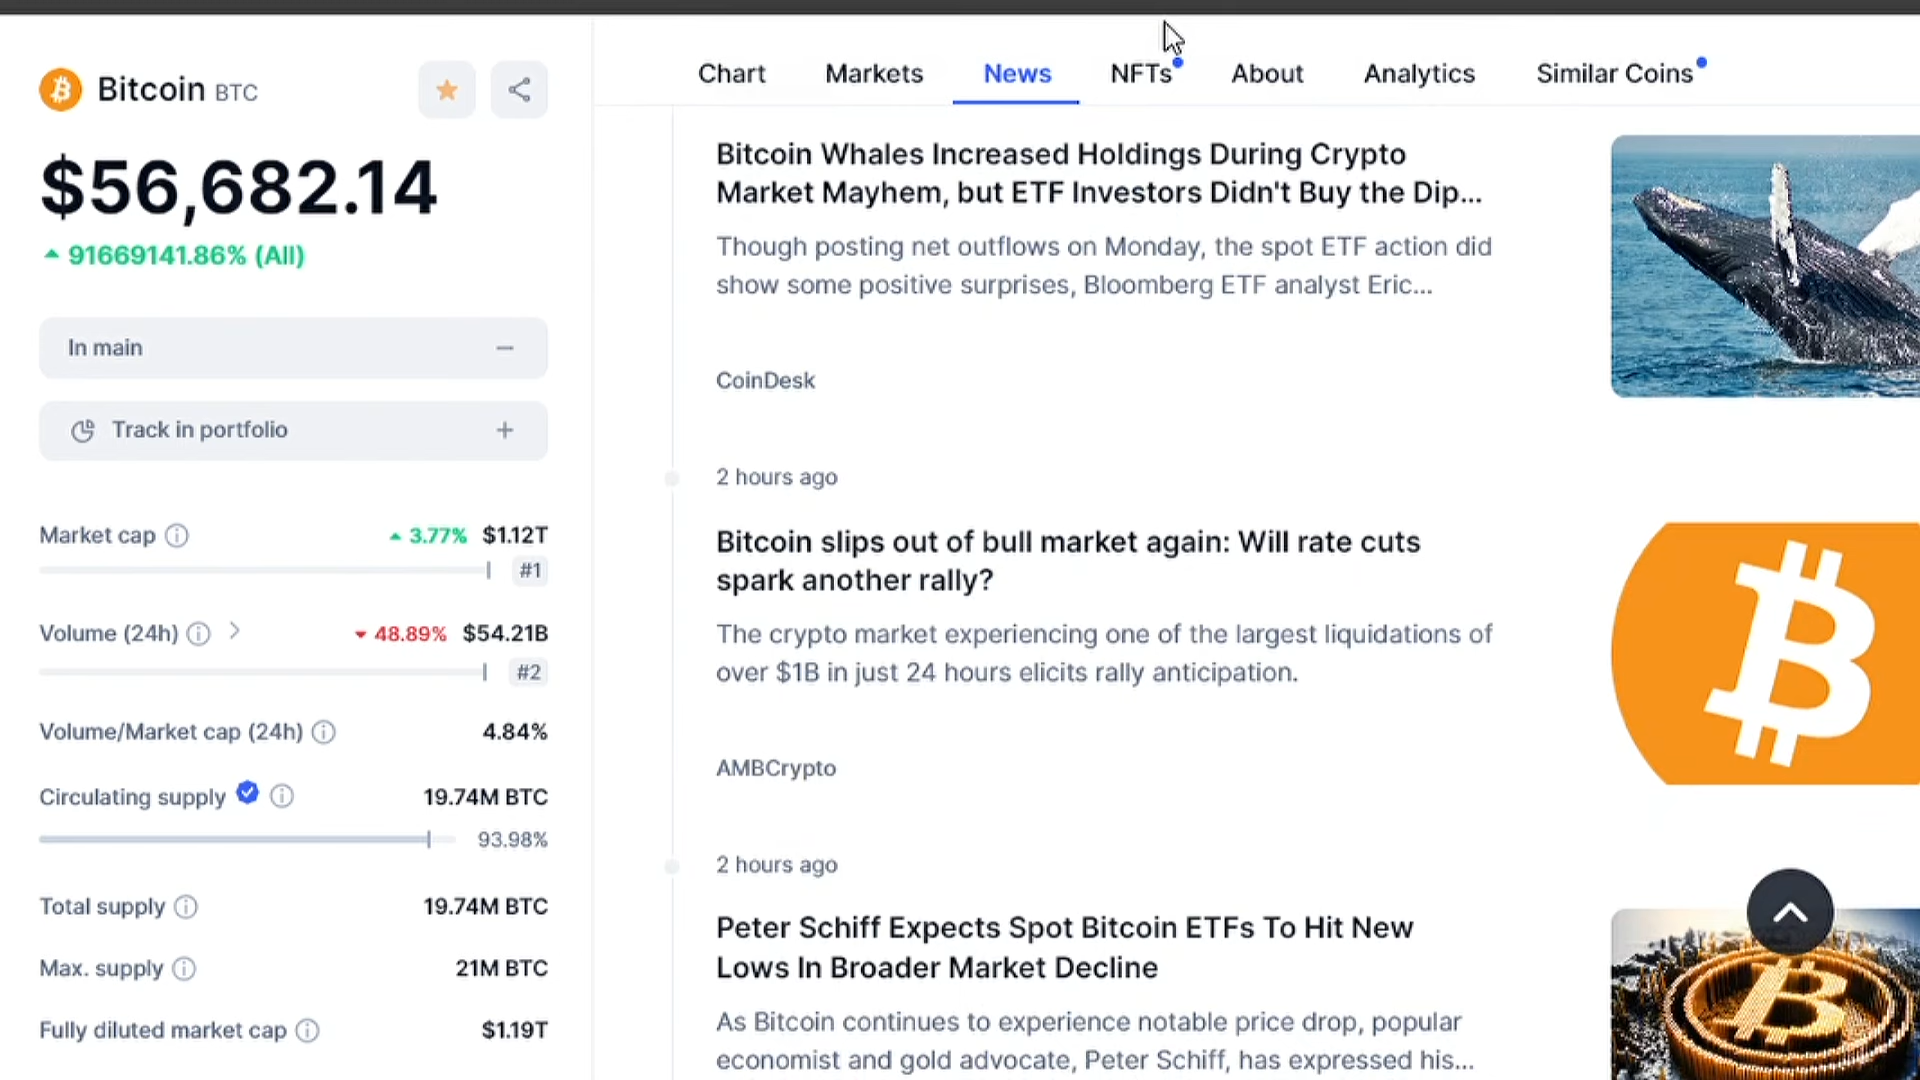 Bitcoin BTC
$56,682.14
91669141.86% (All)
In main
Track in portfolio
Market cap 3.77% $1.12T
#1
Volume (24h) 48.89% $54.21B
#2
Volume/Market cap (24h) 4.84%
Circulating supply 19.74M BTC
93.98%
Total supply 19.74M BTC
Max. supply 21M BTC
Fully diluted market cap $1.19T
Chart Markets News NFTs About Analytics Similar Coins
Bitcoin Whales Increased Holdings During Crypto
Market Mayhem, but ETF Investors Didn't Buy the Dip...
Though posting net outflows on Monday, the spot ETF action did
show some positive surprises, Bloomberg ETF analyst Eric...
CoinDesk
2 hours ago
Bitcoin slips out of bull market again: Will rate cuts
spark another rally?
The crypto market experiencing one of the largest liquidations of
over $1B in just 24 hours elicits rally anticipation.
AMBCrypto
2 hours ago
Peter Schiff Expects Spot Bitcoin ETFs To Hit New
Lows In Broader Market Decline
As Bitcoin continues to experience notable price drop, popular
economist and gold advocate, Peter Schiff, has expressed his...